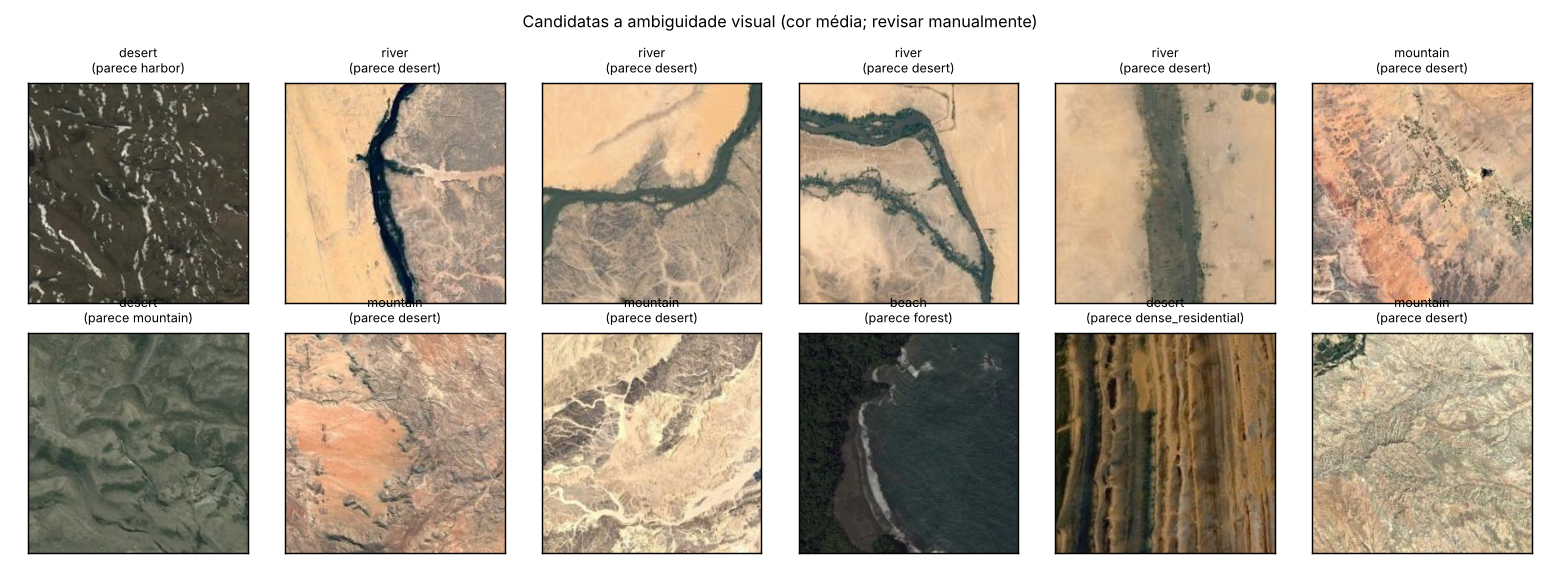 Candidatas a ambiguidade visual (cor média; revisar manualmente)
desert
(parece harbor)
river
(parece desert)
river
(parece desert)
river
(parece desert)
river
(parece desert)
mountain
(parece desert)
desert
(parece mountain)
mountain
(parece desert)
mountain
(parece desert)
beach
(parece forest)
desert
(parece dense_residential)
mountain
(parece desert)